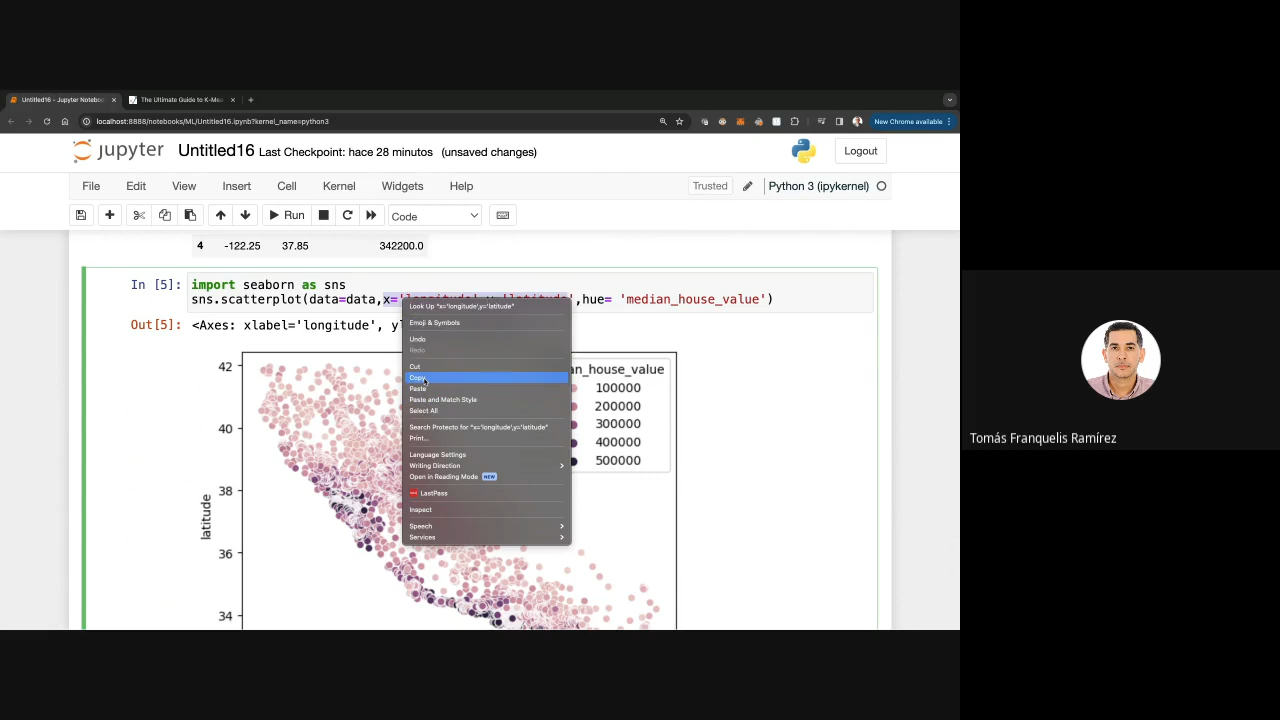 Untitled16 - Jupyter Noteboo
The Ultimate Guide to K-Mea
localhost:8888/notebooks/ML/Untitled16.ipynb?kernel_name=python3
New Chrome available
jupyter Untitled16 Last Checkpoint: hace 28 minutos (unsaved changes)
Logout
File Edit View Insert Cell Kernel Widgets Help
Trusted
Python 3 (ipykernel)
Run
Code
4 -122.25 37.85 342200.0
In [5]: import seaborn as sns
sns.scatterplot(data=data,x='longitude',y='latitude',hue= 'median_house_value')
Out[5]: <Axes: xlabel='longitude', y
Look Up "x='longitude',y='latitude"
Emoji & Symbols
Undo
Redo
Cut
Copy
Paste
Paste and Match Style
Select All
Search Protecto for "x='longitude',y='latitude"
Print...
Language Settings
Writing Direction
Open in Reading Mode NEW
LastPass
Inspect
Speech
Services
an_house_value
100000
200000
300000
400000
500000
42
40
38
36
34
latitude
Tomás Franquelis Ramírez